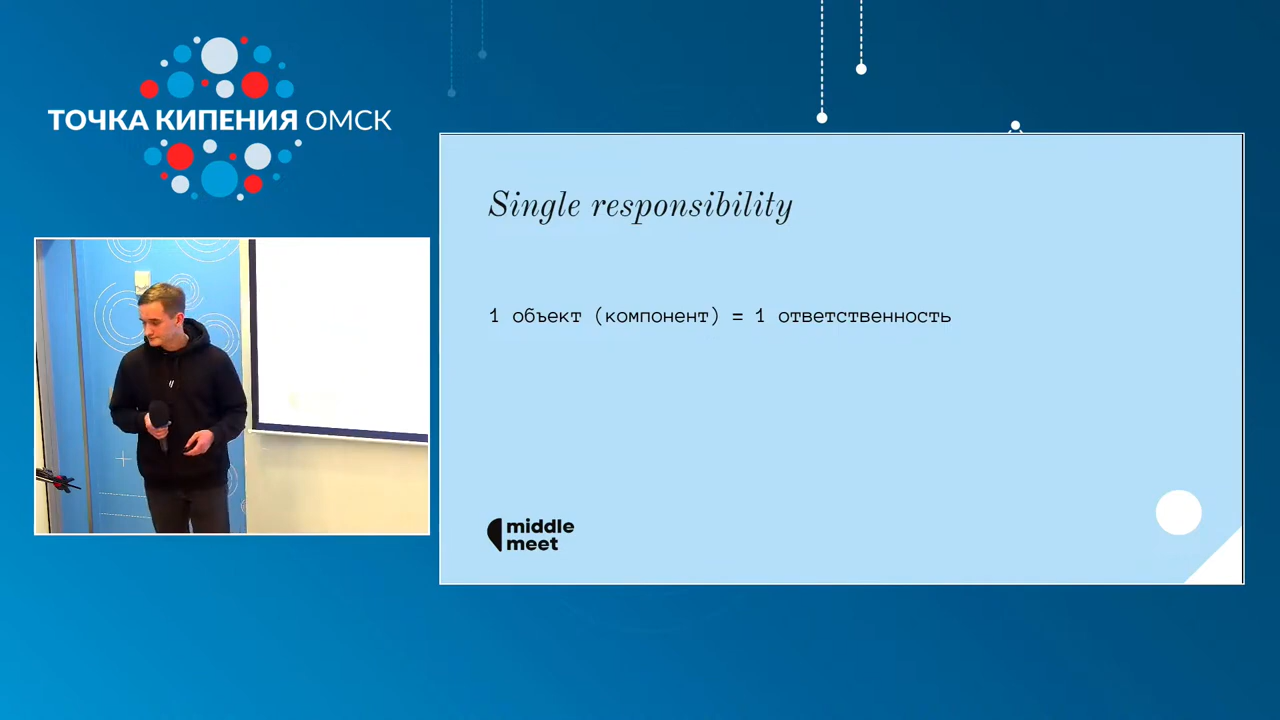 ТОЧКА КИПЕНИЯ ОМСК
Single responsibility
1 объект (компонент) = 1 ответственность
middle
meet